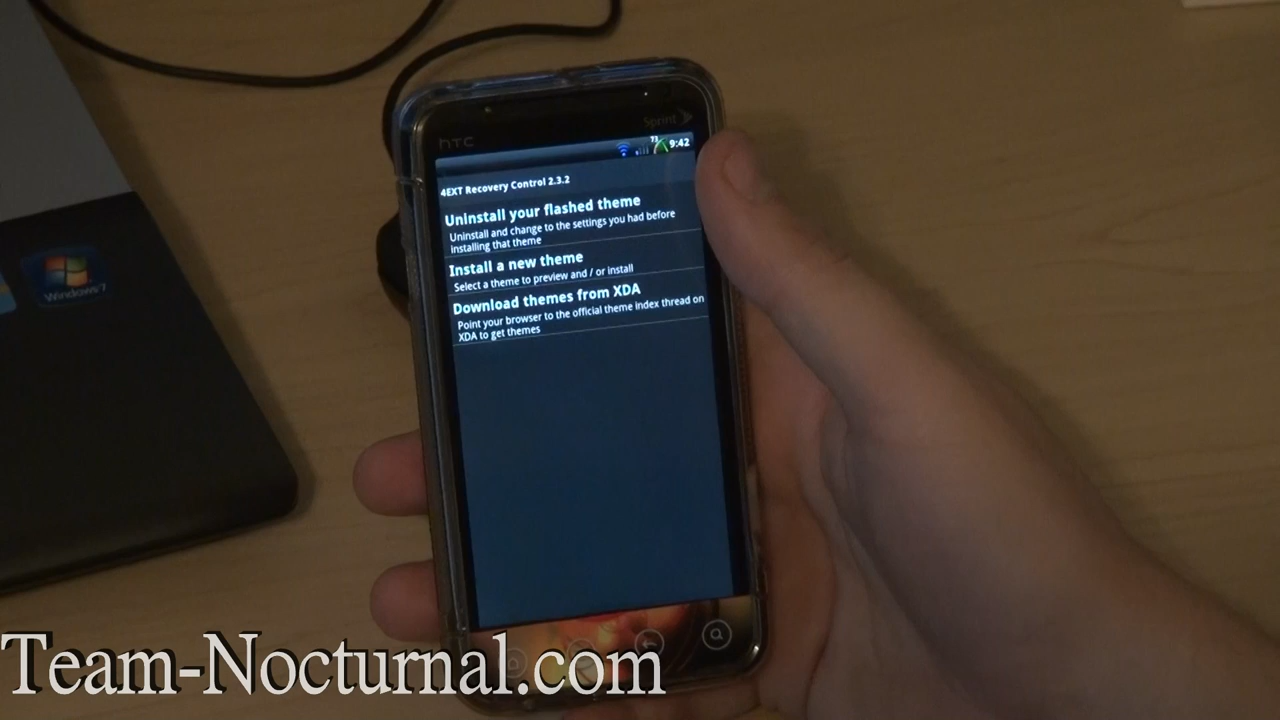 hTC
Sprint
73
9:42
4EXT Recovery Control 2.3.2
Uninstall your flashed theme
Uninstall and change to the settings you had before
installing that theme
Install a new theme
Select a theme to preview and / or install
Download themes from XDA
Point your browser to the official theme index thread on
XDA to get themes
Windows 7
Team-Nocturnal.com